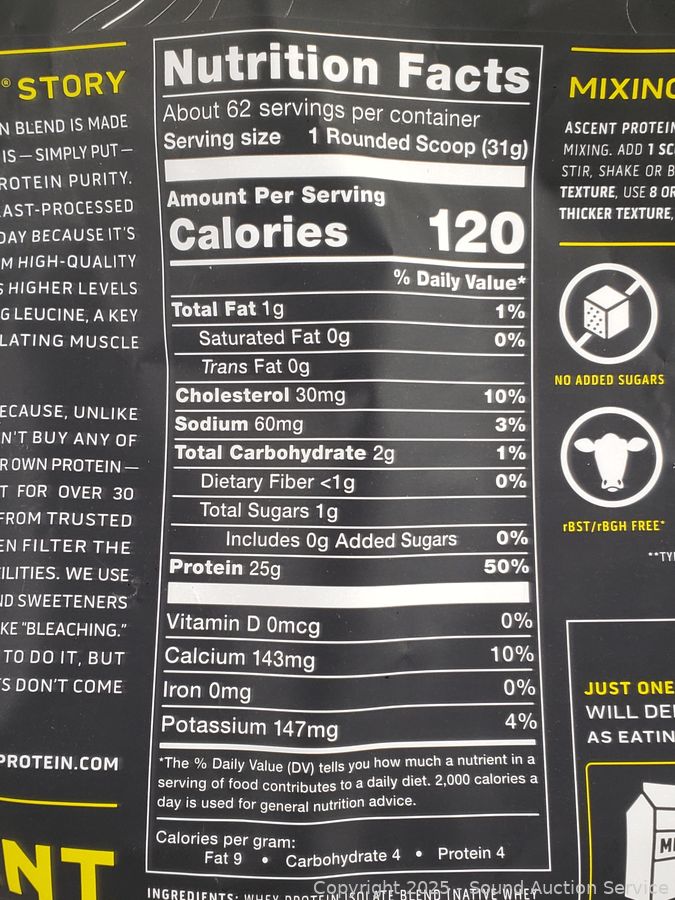 ® STORY
N BLEND IS MADE
IS — SIMPLY PUT —
ROTEIN PURITY.
AST-PROCESSED
DAY BECAUSE IT'S
M HIGH-QUALITY
S HIGHER LEVELS
G LEUCINE, A KEY
LATING MUSCLE
ECAUSE, UNLIKE
N'T BUY ANY OF
R OWN PROTEIN —
T FOR OVER 30
FROM TRUSTED
EN FILTER THE
ILITIES. WE USE
ND SWEETENERS
KE "BLEACHING."
TO DO IT, BUT
TS DON'T COME
PROTEIN.COM
NT
Nutrition Facts
About 62 servings per container
Serving size 1 Rounded Scoop (31g)
Amount Per Serving
Calories 120
% Daily Value*
Total Fat 1g 1%
Saturated Fat 0g 0%
Trans Fat 0g
Cholesterol 30mg 10%
Sodium 60mg 3%
Total Carbohydrate 2g 1%
Dietary Fiber <1g 0%
Total Sugars 1g
Includes 0g Added Sugars 0%
Protein 25g 50%
Vitamin D 0mcg 0%
Calcium 143mg 10%
Iron 0mg 0%
Potassium 147mg 4%
*The % Daily Value (DV) tells you how much a nutrient in a
serving of food contributes to a daily diet. 2,000 calories a
day is used for general nutrition advice.
Calories per gram:
Fat 9 • Carbohydrate 4 • Protein 4
INGREDIENTS: WHEY PROTEIN ISOLATE BLEND (NATIVE WHEY
MIXING
ASCENT PROTEIN
MIXING. ADD 1 SC
STIR, SHAKE OR B
TEXTURE, USE 8 OR
THICKER TEXTURE,
NO ADDED SUGARS
rBST/rBGH FREE*
**TY
JUST ONE
WILL DE
AS EATIN
MI
Copyright 2025 - Sound Auction Service